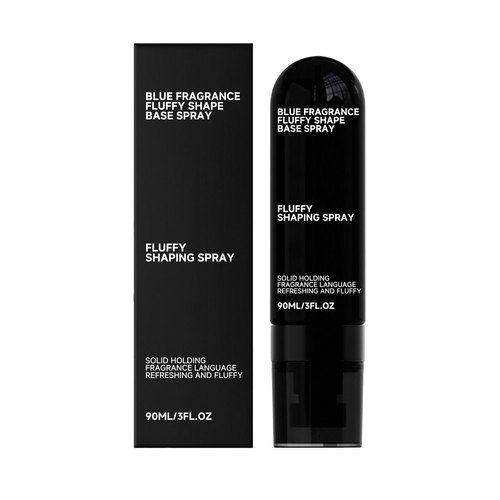 BLUE FRAGRANCE
FLUFFY SHAPE
BASE SPRAY
FLUFFY
SHAPING SPRAY
SOLID HOLDING
FRAGRANCE LANGUAGE
REFRESHING AND FLUFFY
90ML/3FL.OZ
BLUE FRAGRANCE
FLUFFY SHAPE
BASE SPRAY
FLUFFY
SHAPING SPRAY
SOLID HOLDING
FRAGRANCE LANGUAGE
REFRESHING AND FLUFFY
90ML/3FL.OZ